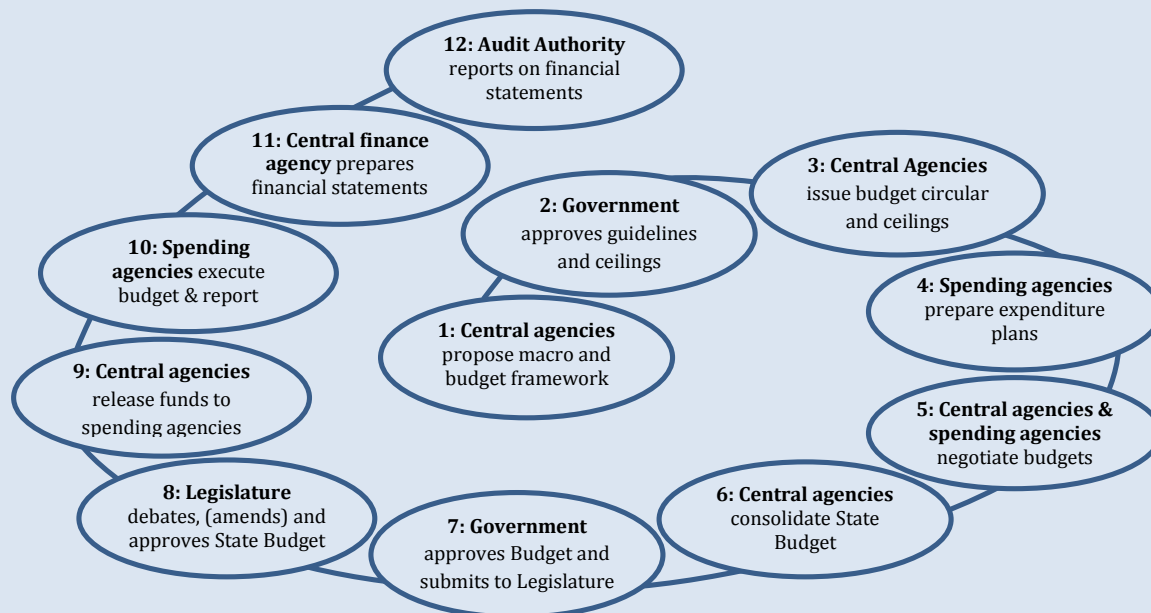 12: Audit Authority
reports on financial
statements
11: Central finance
agency prepares
financial statements
3: Central Agencies
issue budget circular
and ceilings
2: Government
approves guidelines
and ceilings
10: Spending
agencies execute
budget & report
4: Spending agencies
prepare expenditure
plans
1: Central agencies
propose macro and
budget framework
9: Central agencies
release funds to
spending agencies
5: Central agencies &
spending agencies
negotiate budgets
8: Legislature
debates, (amends) and
approves State Budget
6: Central agencies
consolidate State
Budget
7: Government
approves Budget and
submits to Legislature